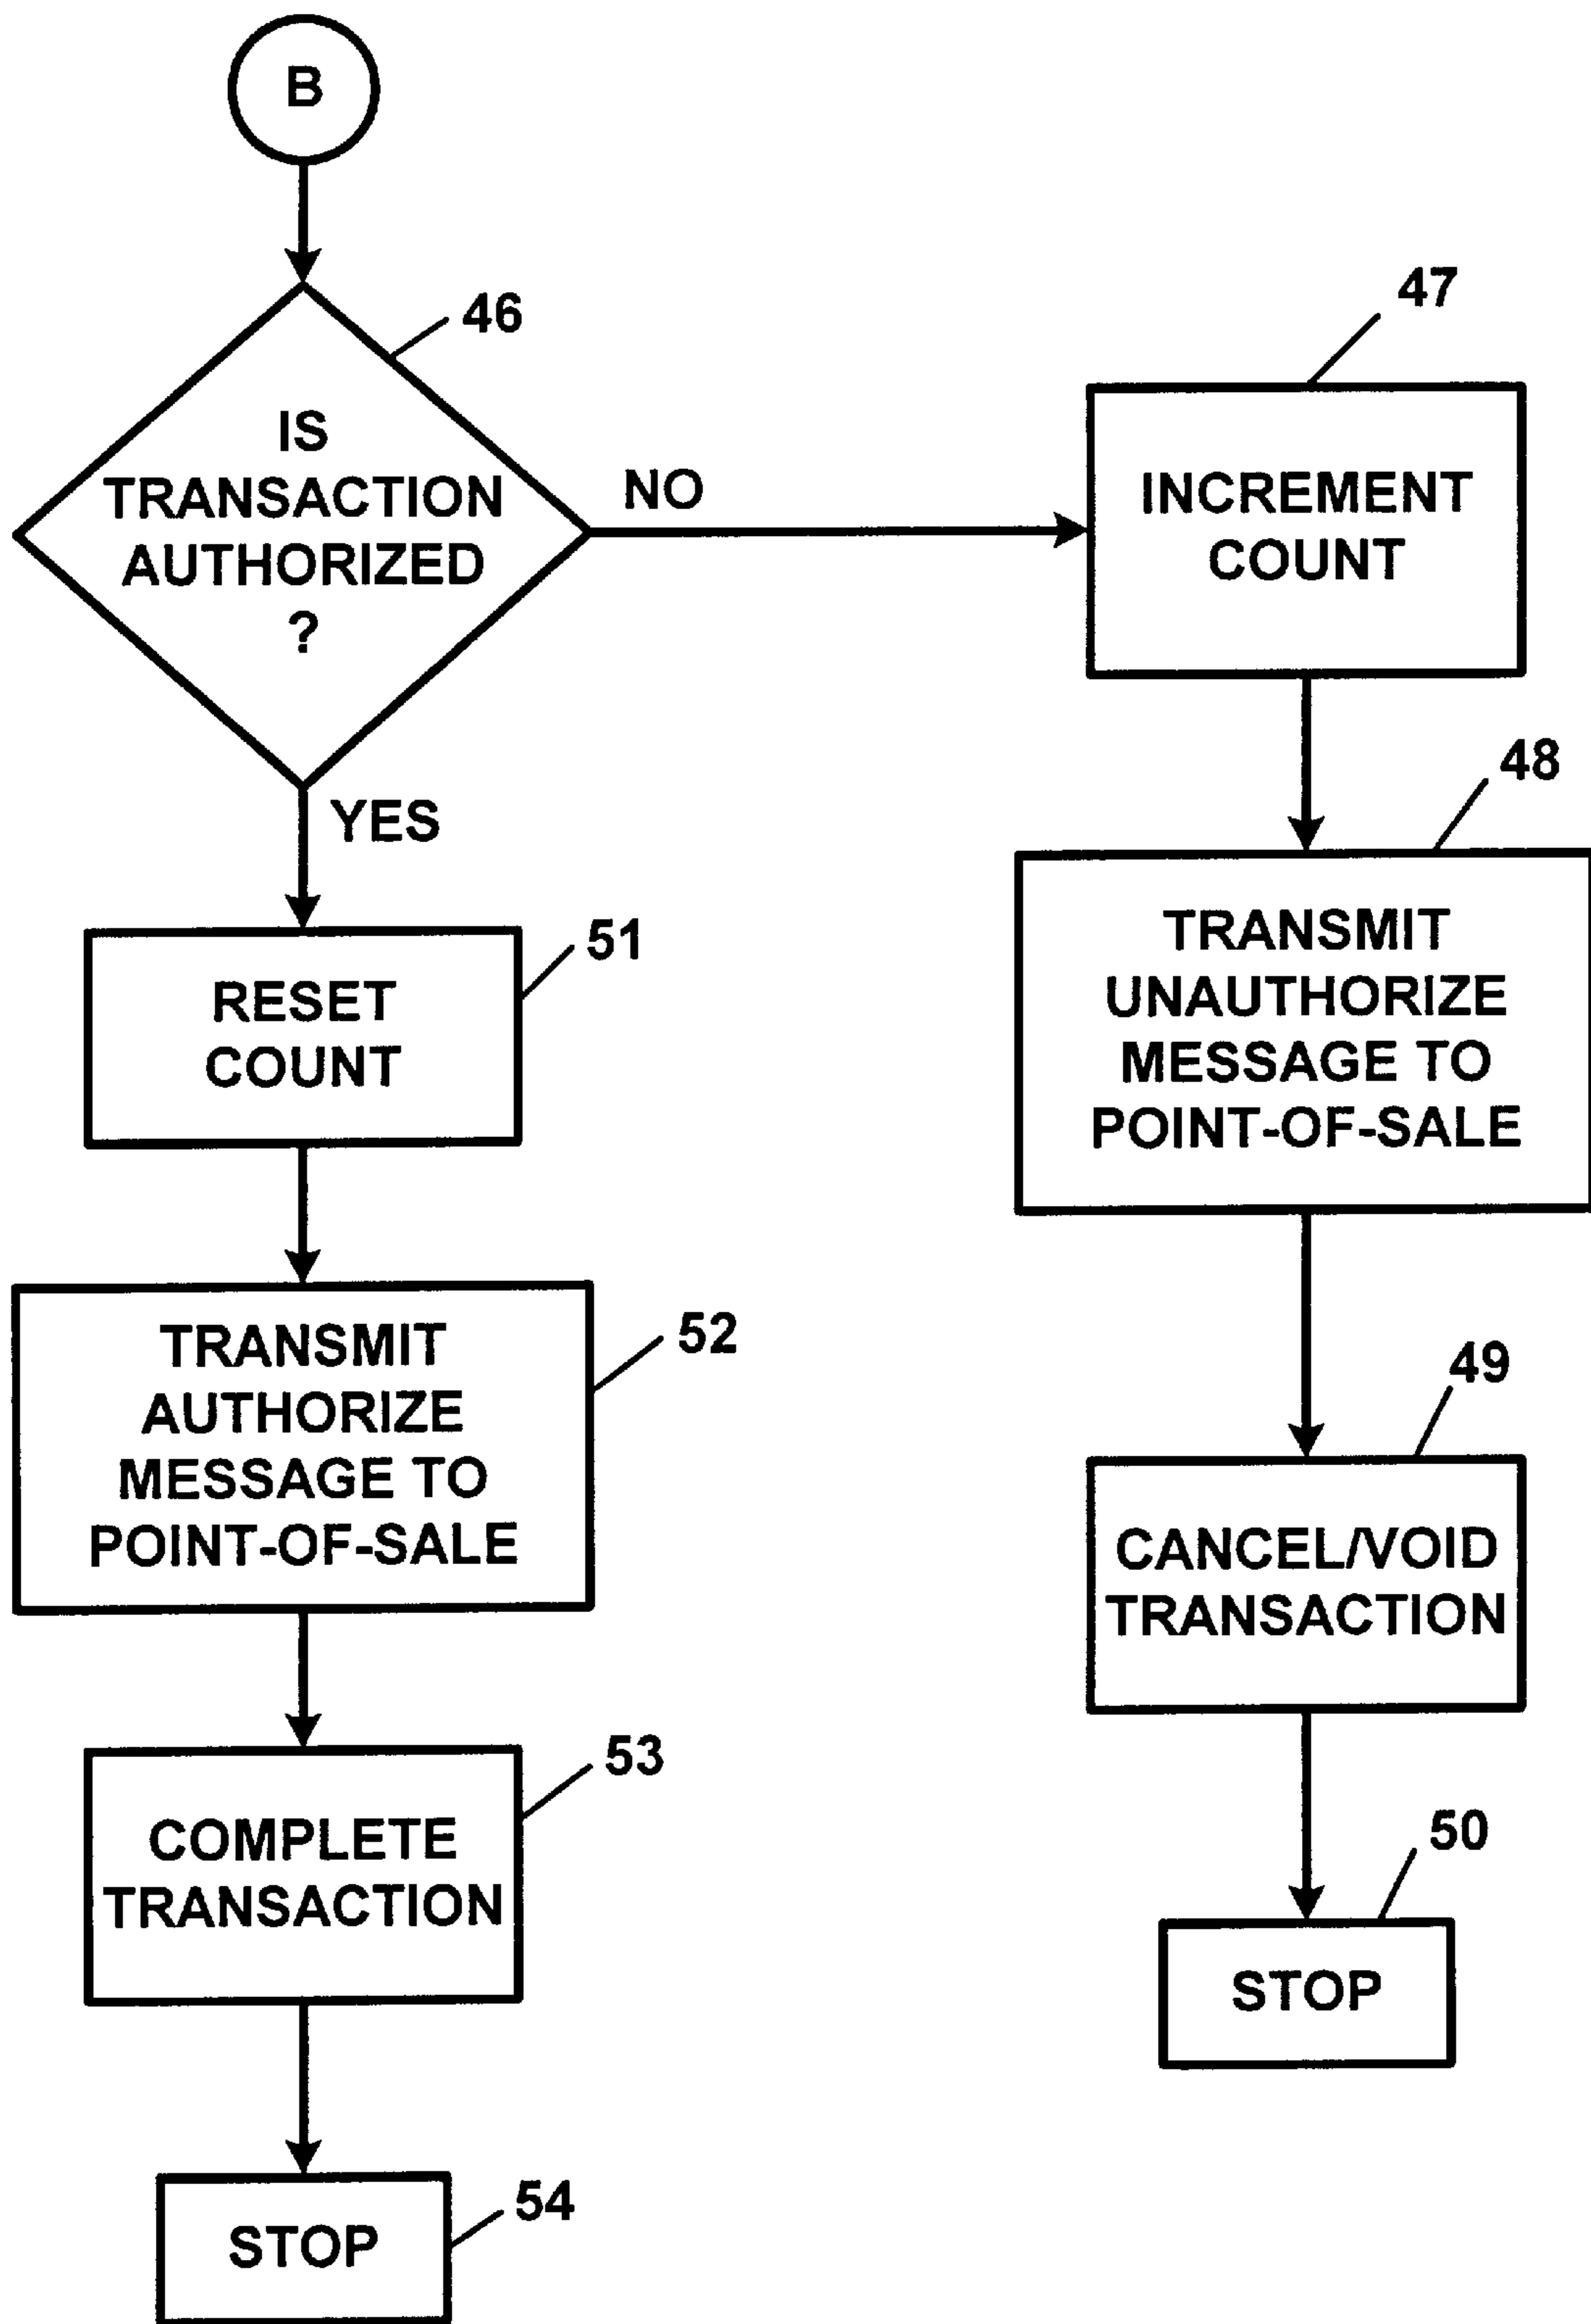 B
46
IS
TRANSACTION
AUTHORIZED
?
NO
YES
47
INCREMENT
COUNT
48
TRANSMIT
UNAUTHORIZE
MESSAGE TO
POINT-OF-SALE
49
CANCEL/VOID
TRANSACTION
50
STOP
51
RESET
COUNT
52
TRANSMIT
AUTHORIZE
MESSAGE TO
POINT-OF-SALE
53
COMPLETE
TRANSACTION
54
STOP